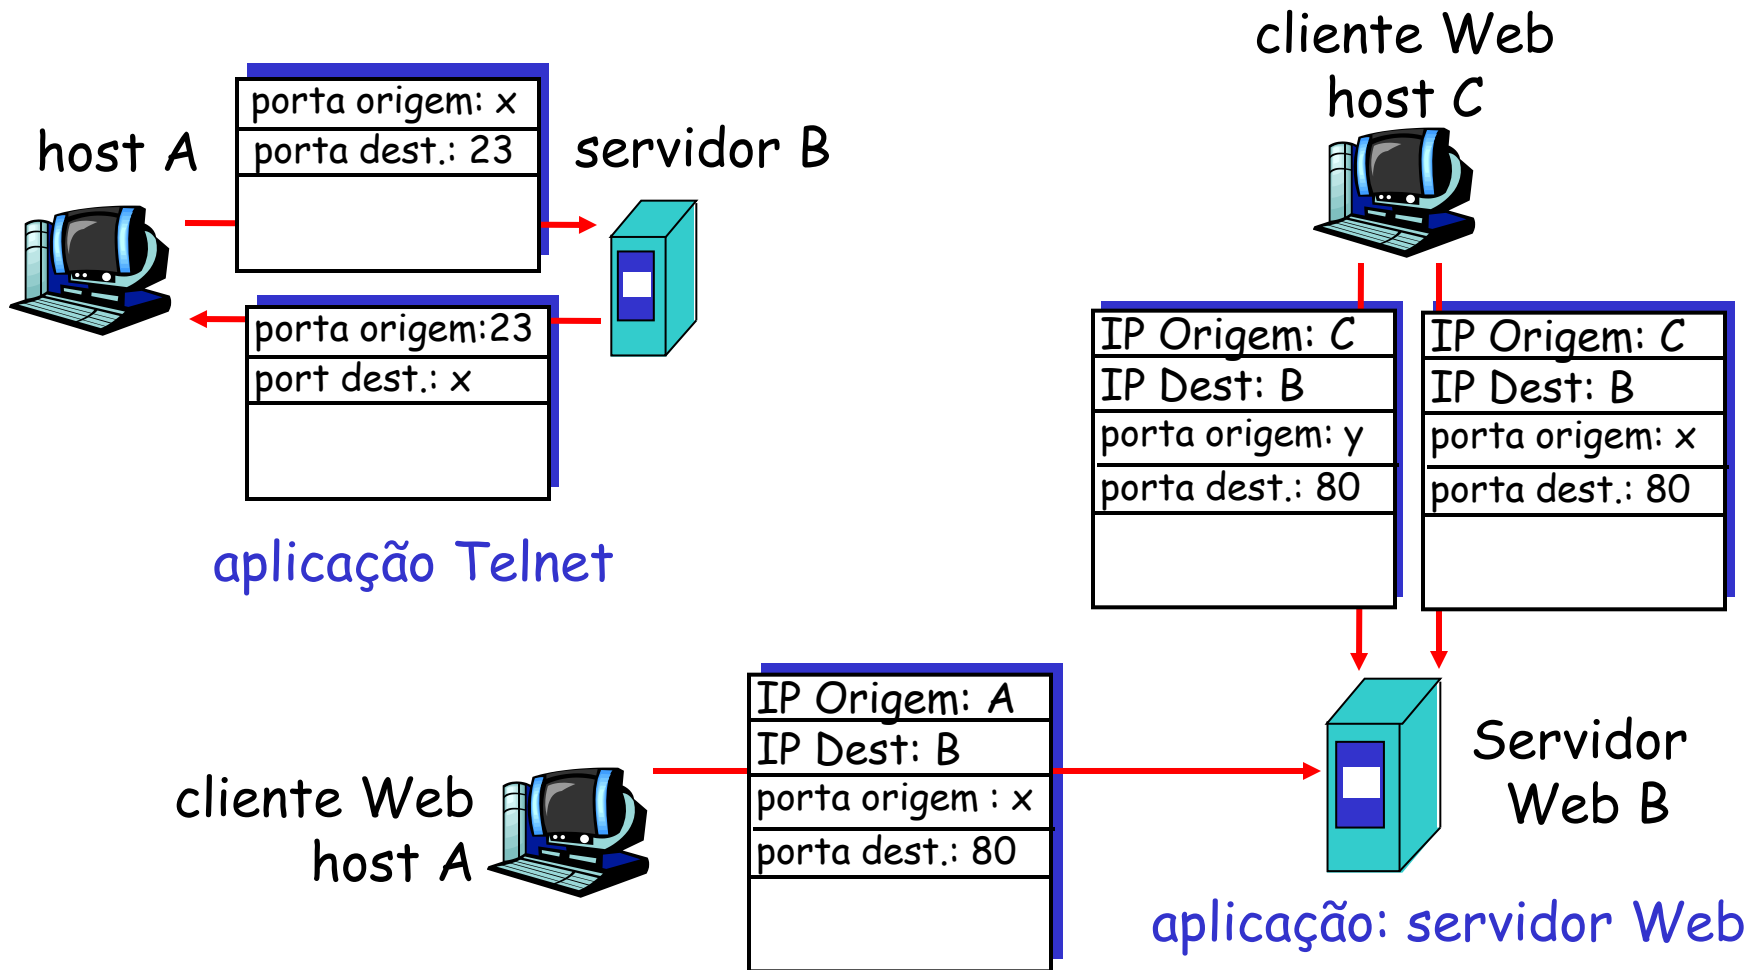 host A
porta origem: x
porta dest.: 23
servidor B
porta origem:23
port dest.: x
aplicação Telnet
cliente Web
host C
IP Origem: C
IP Dest: B
porta origem: y
porta dest.: 80
IP Origem: C
IP Dest: B
porta origem: x
porta dest.: 80
cliente Web
host A
IP Origem: A
IP Dest: B
porta origem : x
porta dest.: 80
Servidor
Web B
aplicação: servidor Web